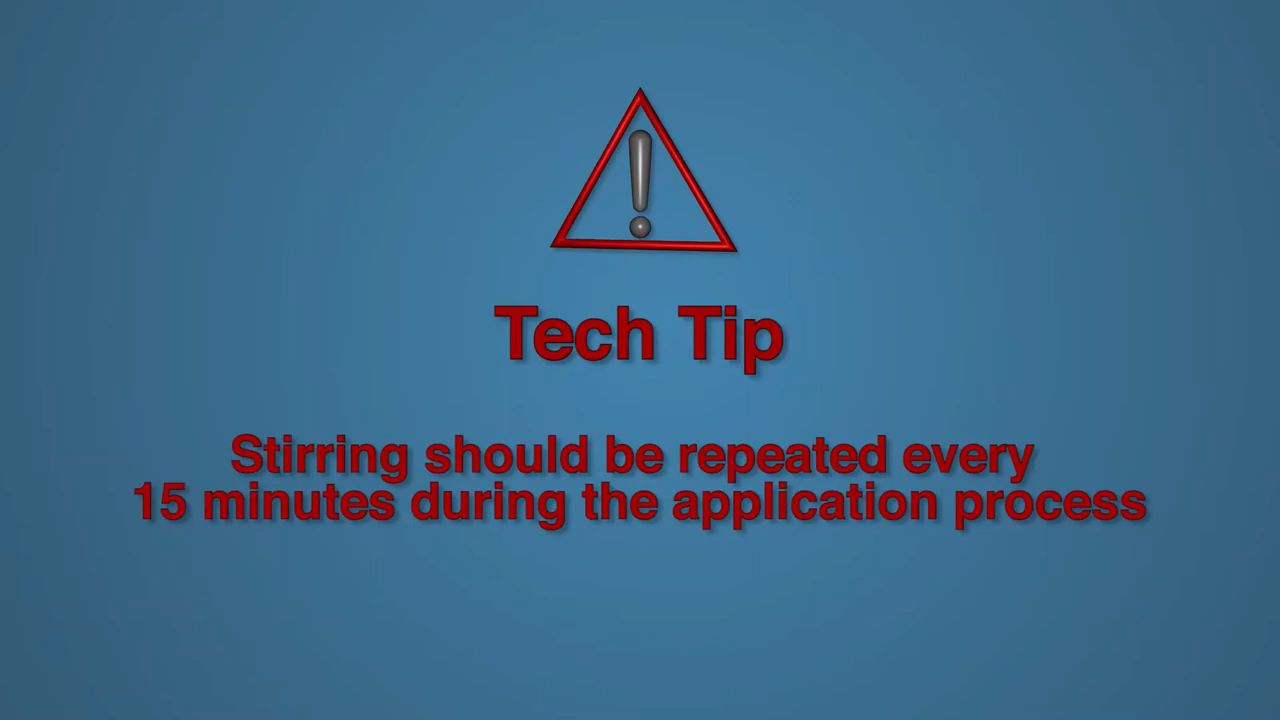 Tech Tip
Stirring should be repeated every
15 minutes during the application process